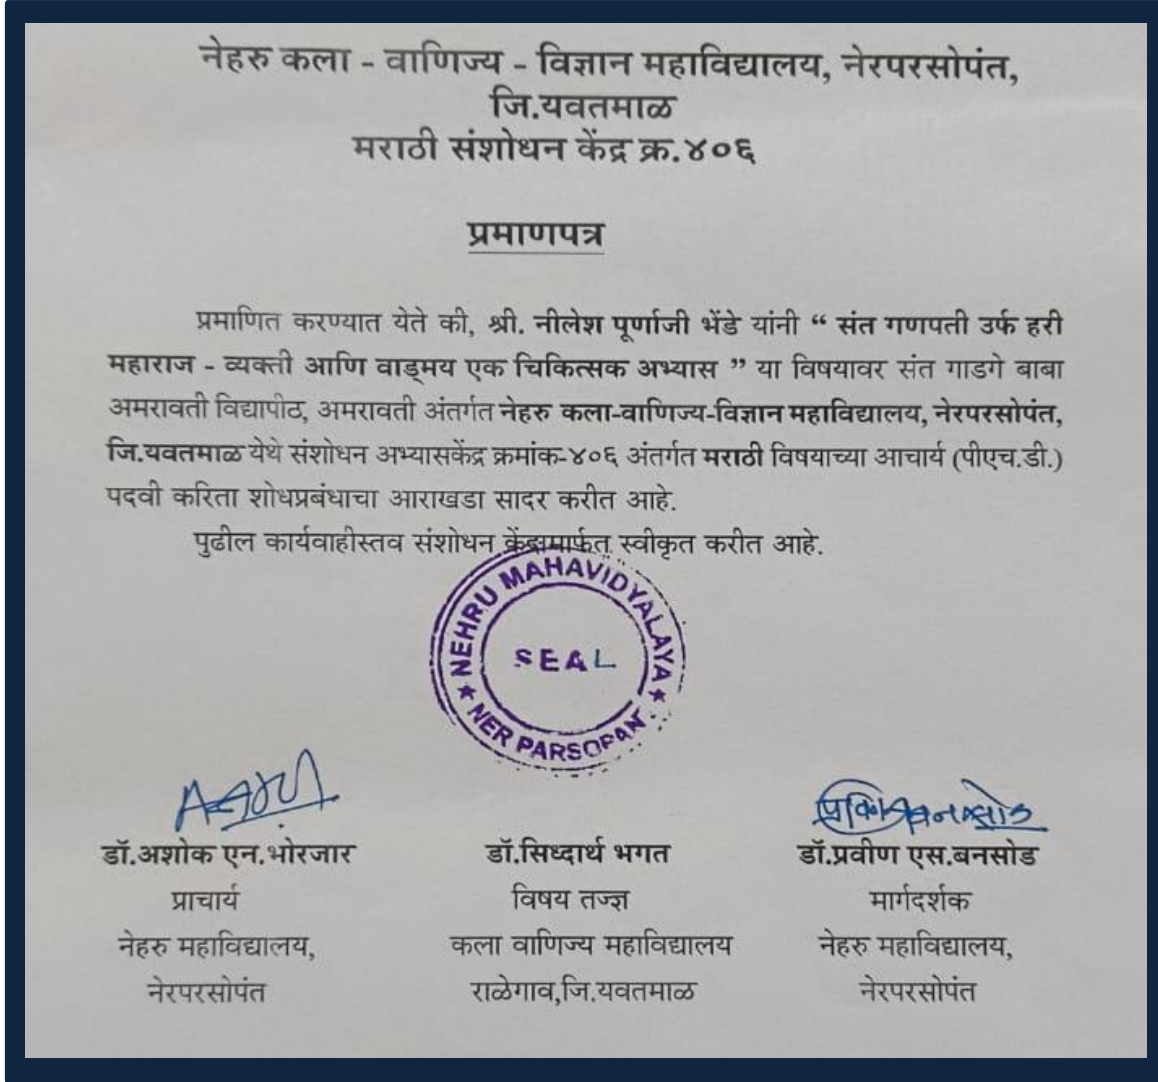 नेहरु कला - वाणिज्य - विज्ञान महाविद्यालय, नेरपरसोपंत,
जि.यवतमाळ
मराठी संशोधन केंद्र क्र.४०६
प्रमाणपत्र
प्रमाणित करण्यात येते की, श्री. नीलेश पूर्णाजी भेंडे यांनी “ संत गणपती उर्फ हरी
महाराज - व्यक्ती आणि वाड्मय एक चिकित्सक अभ्यास ” या विषयावर संत गाडगे बाबा
अमरावती विद्यापीठ, अमरावती अंतर्गत नेहरु कला-वाणिज्य-विज्ञान महाविद्यालय, नेरपरसोपंत,
जि.यवतमाळ येथे संशोधन अभ्यासकेंद्र क्रमांक-४०६ अंतर्गत मराठी विषयाच्या आचार्य (पीएच.डी.)
पदवी करिता शोधप्रबंधाचा आराखडा सादर करीत आहे.
पुढील कार्यवाहीस्तव संशोधन केंद्रामार्फत स्वीकृत करीत आहे.
★ NEHRU MAHAVIDYALAYA ★
SEAL
NER PARSOPANT
डॉ.अशोक एन.भोरजार
प्राचार्य
नेहरु महाविद्यालय,
नेरपरसोपंत
डॉ.सिध्दार्थ भगत
विषय तज्ज्ञ
कला वाणिज्य महाविद्यालय
राळेगाव,जि.यवतमाळ
डॉ.प्रवीण एस.बनसोड
मार्गदर्शक
नेहरु महाविद्यालय,
नेरपरसोपंत